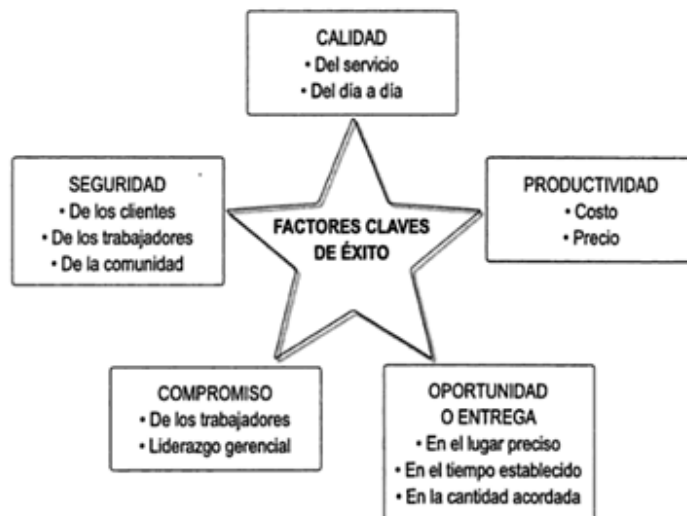 CALIDAD
• Del servicio
• Del día a día
SEGURIDAD
• De los clientes
• De los trabajadores
• De la comunidad
FACTORES CLAVES
DE ÉXITO
PRODUCTIVIDAD
• Costo
• Precio
COMPROMISO
• De los trabajadores
• Liderazgo gerencial
OPORTUNIDAD
O ENTREGA
• En el lugar preciso
• En el tiempo establecido
• En la cantidad acordada